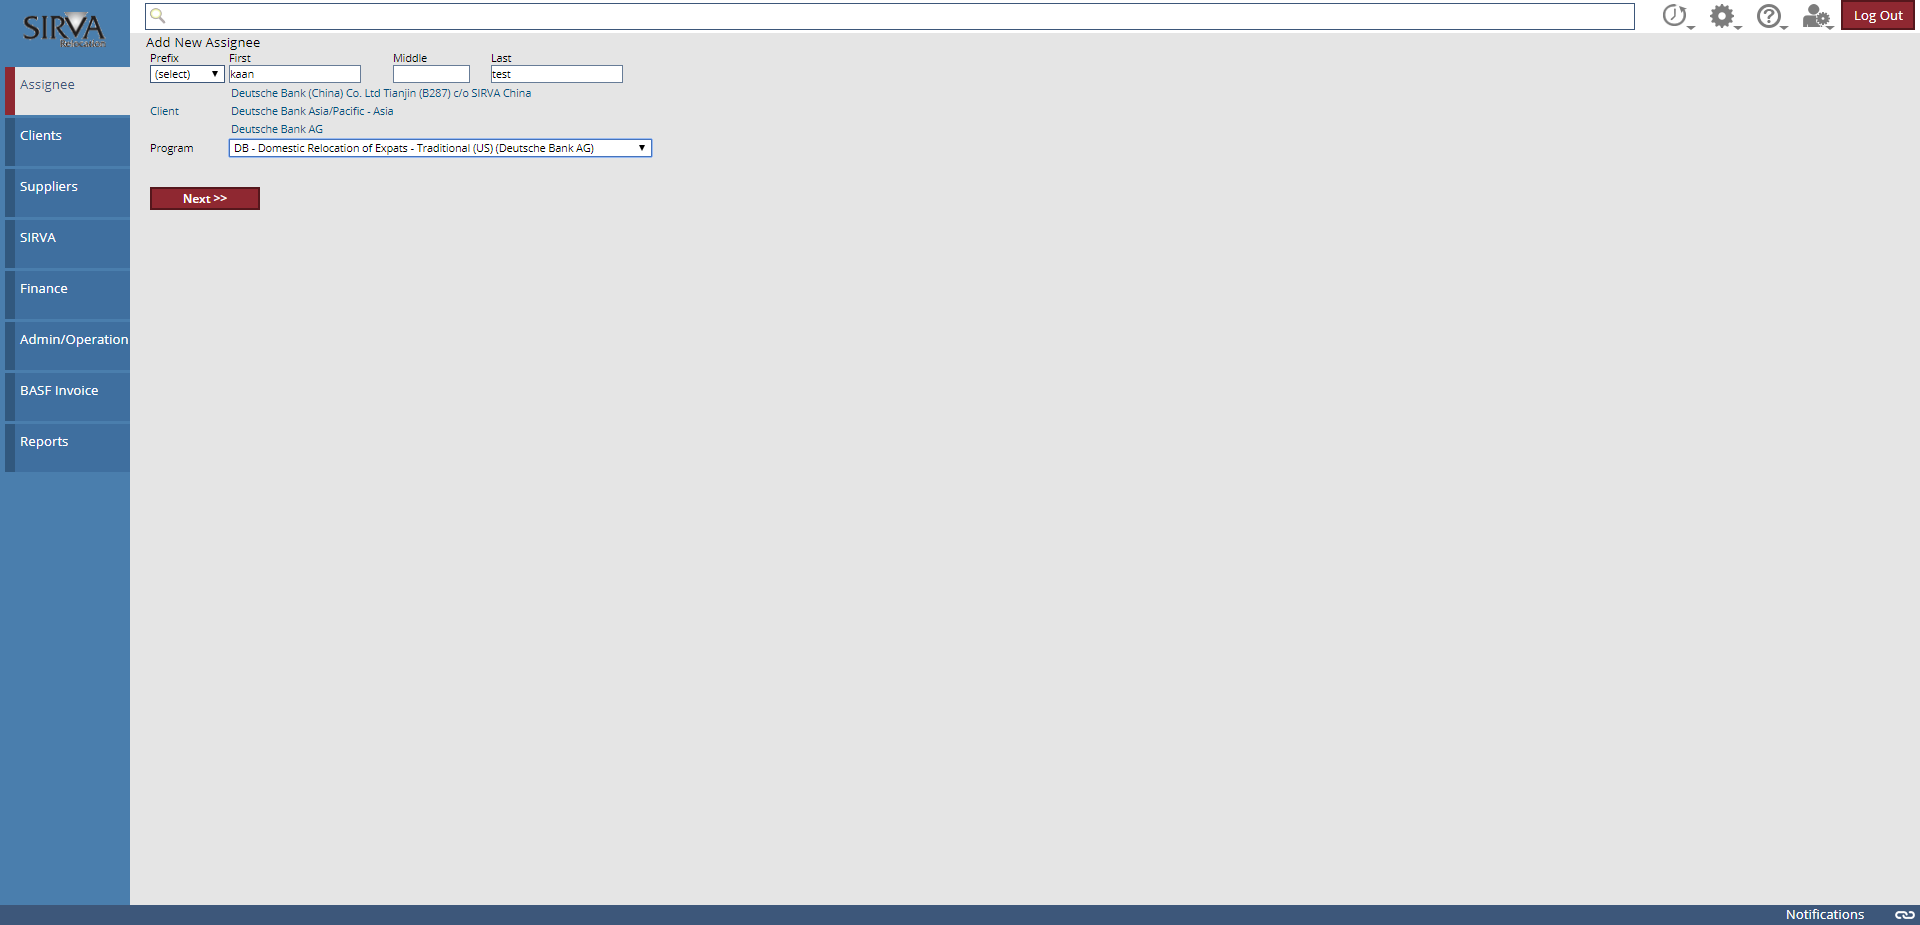 SIRVA
Log Out
Add New Assignee
Prefix First Middle Last
(select) kaan test
Deutsche Bank (China) Co. Ltd Tianjin (B287) c/o SIRVA China
Client Deutsche Bank Asia/Pacific - Asia
Deutsche Bank AG
Program DB - Domestic Relocation of Expats - Traditional (US) (Deutsche Bank AG)
Next >>
Assignee
Clients
Suppliers
SIRVA
Finance
Admin/Operation
BASF Invoice
Reports
Notifications